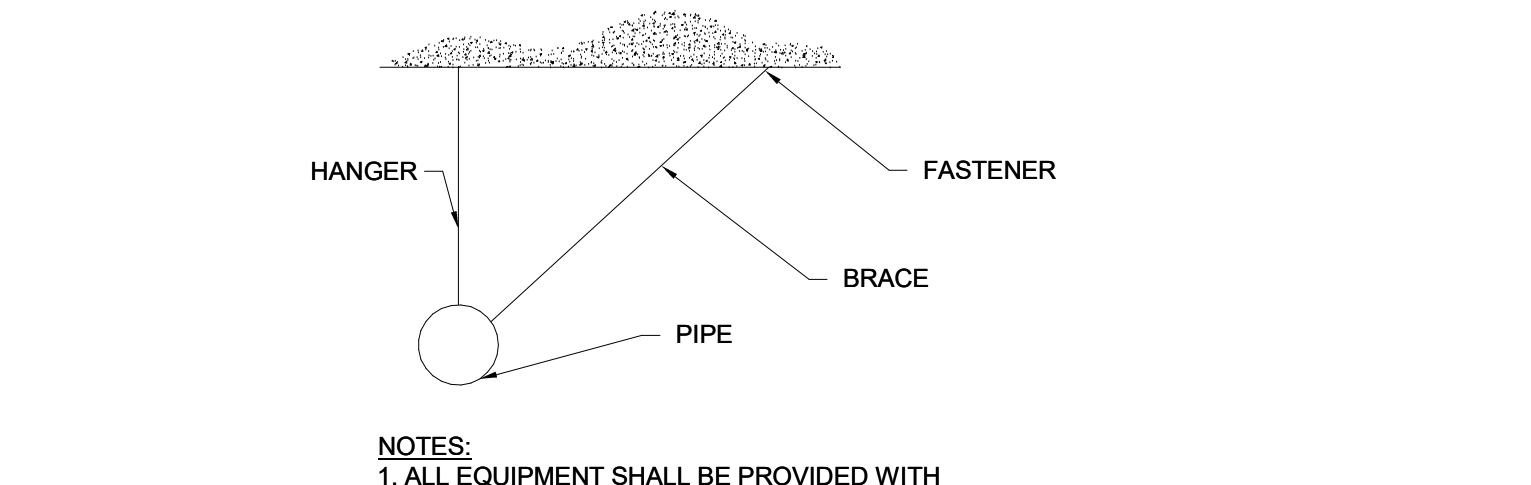 HANGER
FASTENER
BRACE
PIPE
NOTES:
1. ALL EQUIPMENT SHALL BE PROVIDED WITH